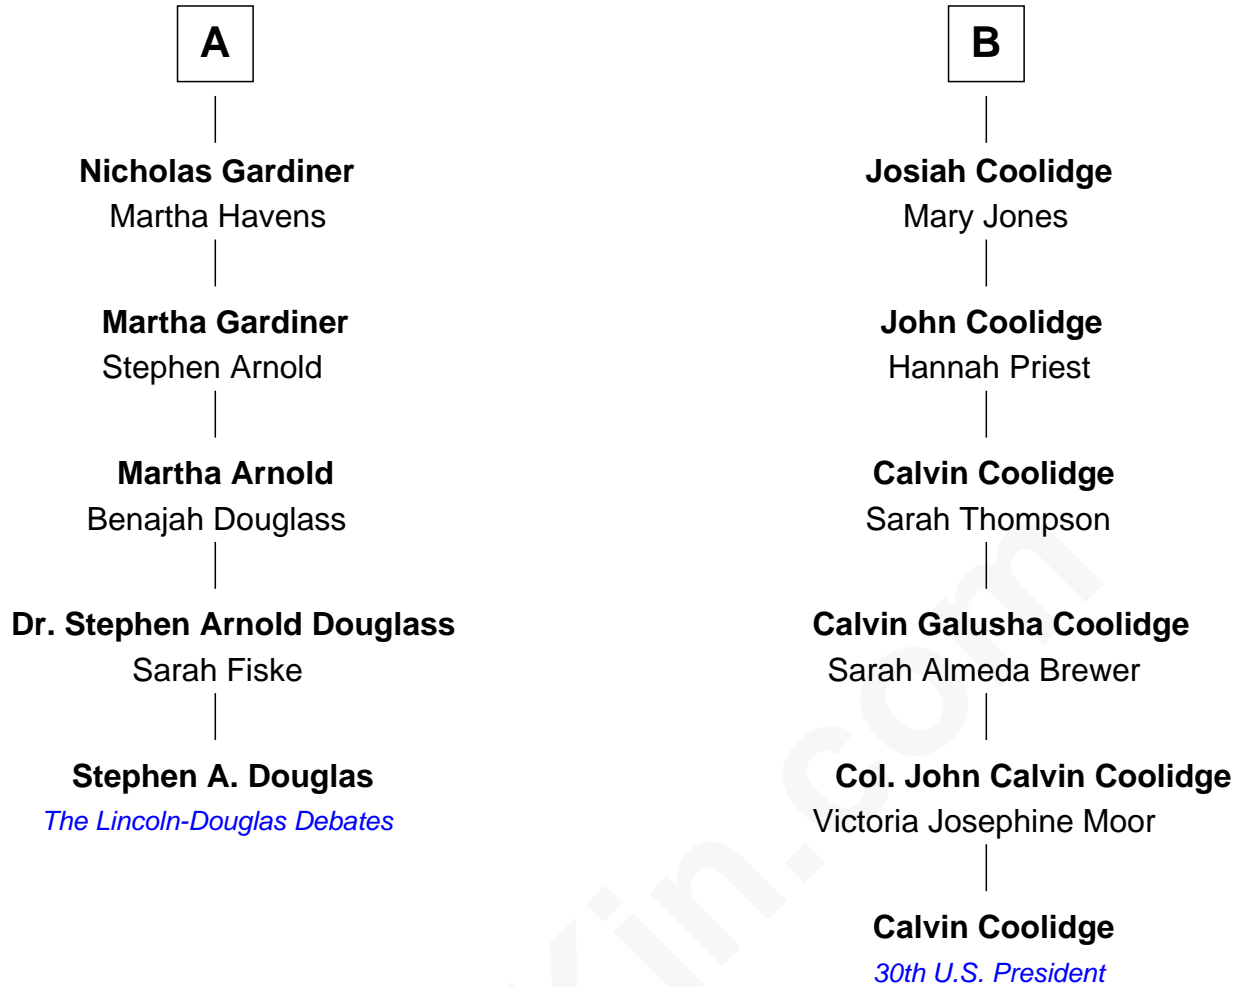 A
Nicholas Gardiner
Martha Havens
Martha Gardiner
Stephen Arnold
Martha Arnold
Benajah Douglass
Dr. Stephen Arnold Douglass
Sarah Fiske
Stephen A. Douglas
The Lincoln-Douglas Debates
B
Josiah Coolidge
Mary Jones
John Coolidge
Hannah Priest
Calvin Coolidge
Sarah Thompson
Calvin Galusha Coolidge
Sarah Almeda Brewer
Col. John Calvin Coolidge
Victoria Josephine Moor
Calvin Coolidge
30th U.S. President
Kin.com